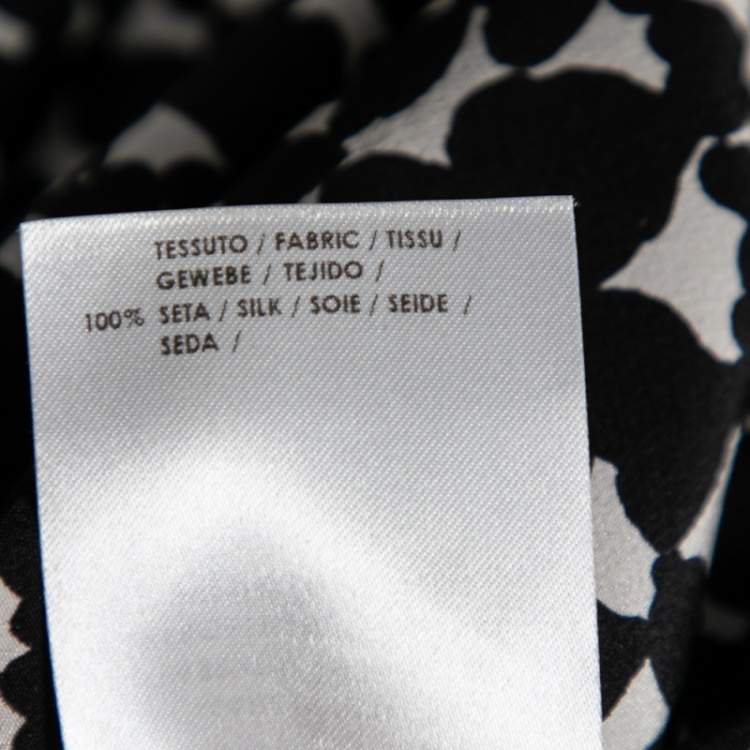 TESSUTO / FABRIC / TISSU /
GEWEBE / TEJIDO /
100% SETA / SILK / SOIE / SEIDE /
SEDA /